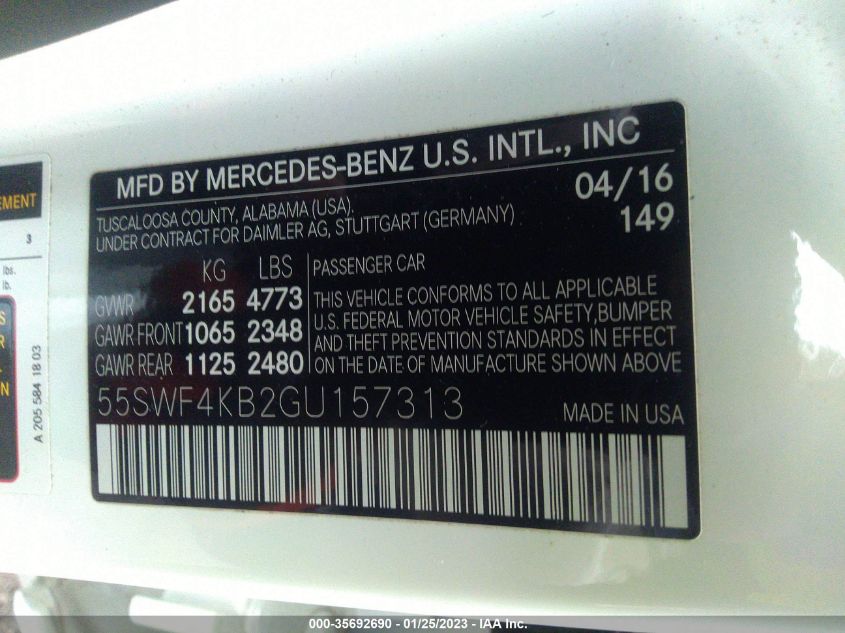 EMENT
3
lbs.
lb.
S
R
N
A 205 584 18 03
MFD BY MERCEDES-BENZ U.S. INTL., INC
TUSCALOOSA COUNTY, ALABAMA (USA). 04/16
UNDER CONTRACT FOR DAIMLER AG, STUTTGART (GERMANY) 149
KG LBS PASSENGER CAR
GVWR 2165 4773 THIS VEHICLE CONFORMS TO ALL APPLICABLE
GAWR FRONT 1065 2348 U.S. FEDERAL MOTOR VEHICLE SAFETY, BUMPER
AND THEFT PREVENTION STANDARDS IN EFFECT
GAWR REAR 1125 2480 ON THE DATE OF MANUFACTURE SHOWN ABOVE
55SWF4KB2GU157313 MADE IN USA
000-35692690 - 01/25/2023 - IAA Inc.